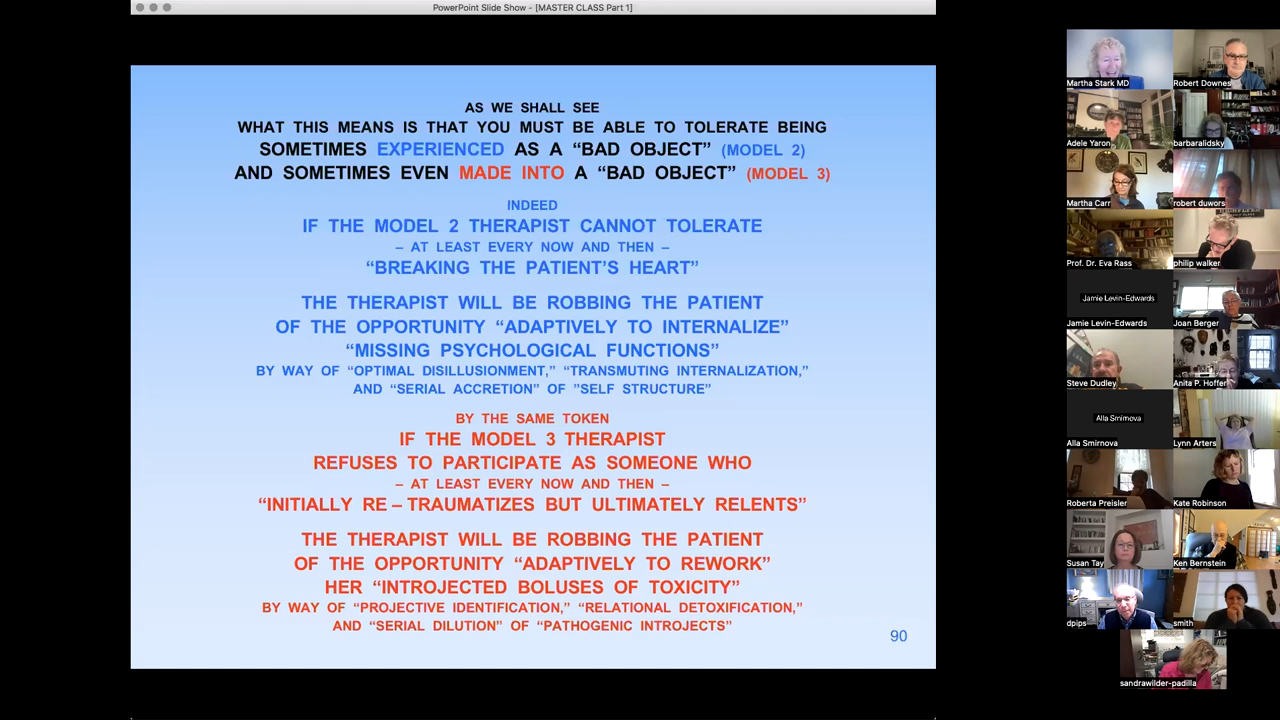 PowerPoint Slide Show - [MASTER CLASS Part 1]
AS WE SHALL SEE
WHAT THIS MEANS IS THAT YOU MUST BE ABLE TO TOLERATE BEING
SOMETIMES EXPERIENCED AS A “BAD OBJECT” (MODEL 2)
AND SOMETIMES EVEN MADE INTO A “BAD OBJECT” (MODEL 3)
INDEED
IF THE MODEL 2 THERAPIST CANNOT TOLERATE
– AT LEAST EVERY NOW AND THEN –
“BREAKING THE PATIENT’S HEART”
THE THERAPIST WILL BE ROBBING THE PATIENT
OF THE OPPORTUNITY “ADAPTIVELY TO INTERNALIZE”
“MISSING PSYCHOLOGICAL FUNCTIONS”
BY WAY OF “OPTIMAL DISILLUSIONMENT,” “TRANSMUTING INTERNALIZATION,”
AND “SERIAL ACCRETION” OF ”SELF STRUCTURE”
BY THE SAME TOKEN
IF THE MODEL 3 THERAPIST
REFUSES TO PARTICIPATE AS SOMEONE WHO
– AT LEAST EVERY NOW AND THEN –
“INITIALLY RE – TRAUMATIZES BUT ULTIMATELY RELENTS”
THE THERAPIST WILL BE ROBBING THE PATIENT
OF THE OPPORTUNITY “ADAPTIVELY TO REWORK”
HER “INTROJECTED BOLUSES OF TOXICITY”
BY WAY OF “PROJECTIVE IDENTIFICATION,” “RELATIONAL DETOXIFICATION,”
AND “SERIAL DILUTION” OF “PATHOGENIC INTROJECTS”
90
Martha Stark MD
Robert Downes
Adele Yaron
barbaralidsky
Martha Carr
robert duwors
Prof. Dr. Eva Rass
philip walker
Jamie Levin-Edwards
Jamie Levin-Edwards
Joan Berger
Steve Dudley
Anita P. Hoffer
Alla Smirnova
Alla Smirnova
Lynn Arters
Roberta Preisler
Kate Robinson
Susan Tay
Ken Bernstein
dpips
smith
sandrawilder-padilla